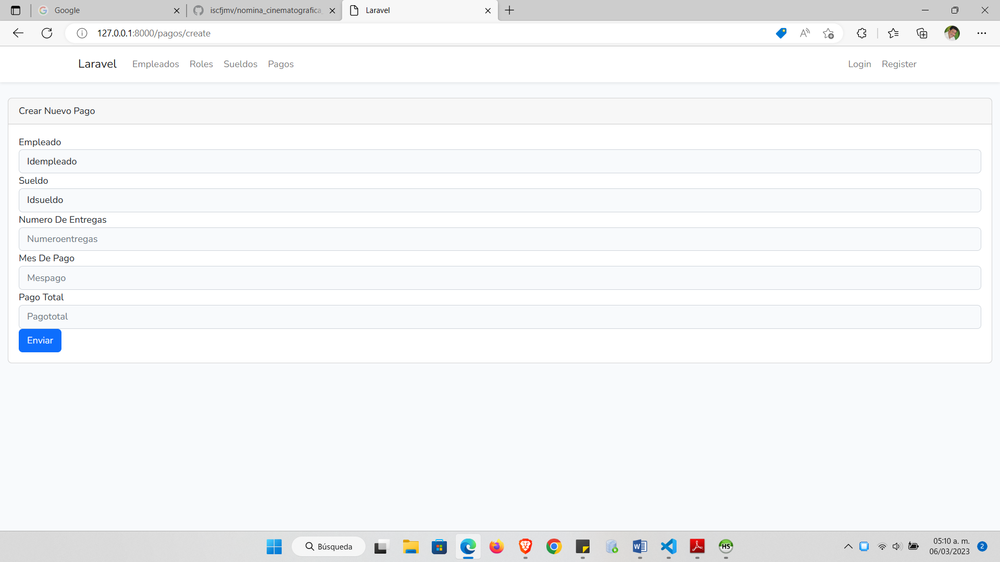 Google
iscfjmv/nomina_cinematografica_
Laravel
127.0.0.1:8000/pagos/create
Laravel Empleados Roles Sueldos Pagos Login Register
Crear Nuevo Pago
Empleado
Idempleado
Sueldo
Idsueldo
Numero De Entregas
Numeroentregas
Mes De Pago
Mespago
Pago Total
Pagototal
Enviar
Búsqueda
HS
05:10 a. m.
06/03/2023
2